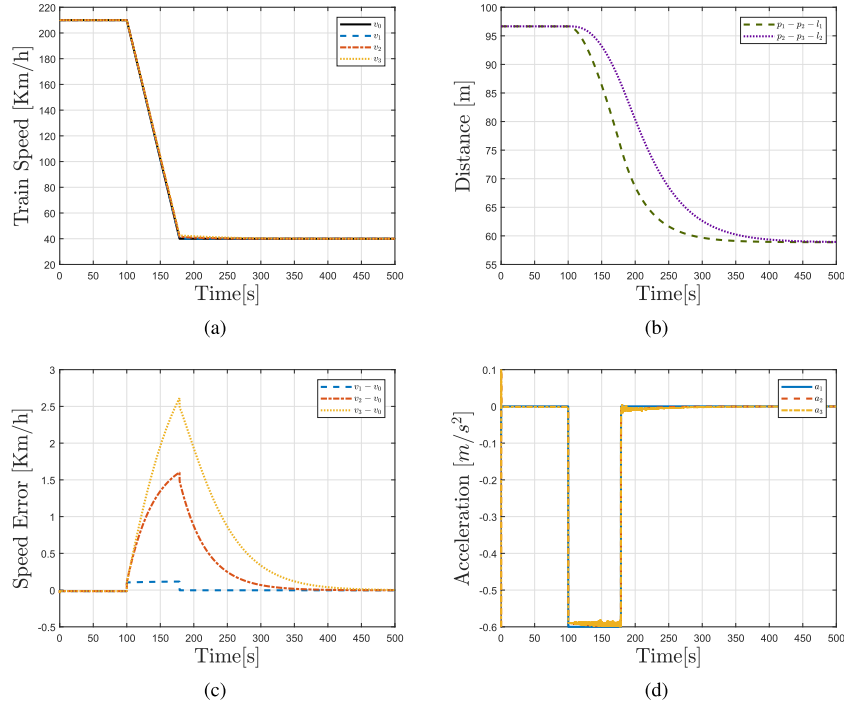 220
200
180
160
140
120
100
80
60
40
20
0
0 50 100 150 200 250 300 350 400 450 500
Train Speed [Km/h]
Time[s]
v₀
v₁
v₂
v₃
(a)
100
95
90
85
80
75
70
65
60
55
0 50 100 150 200 250 300 350 400 450 500
Distance [m]
Time[s]
p₁ − p₂ − l₁
p₂ − p₃ − l₂
(b)
3
2.5
2
1.5
1
0.5
0
-0.5
0 50 100 150 200 250 300 350 400 450 500
Speed Error [Km/h]
Time[s]
v₁ − v₀
v₂ − v₀
v₃ − v₀
(c)
0.1
0
-0.1
-0.2
-0.3
-0.4
-0.5
-0.6
0 50 100 150 200 250 300 350 400 450 500
Acceleration [m/s²]
Time[s]
a₁
a₂
a₃
(d)